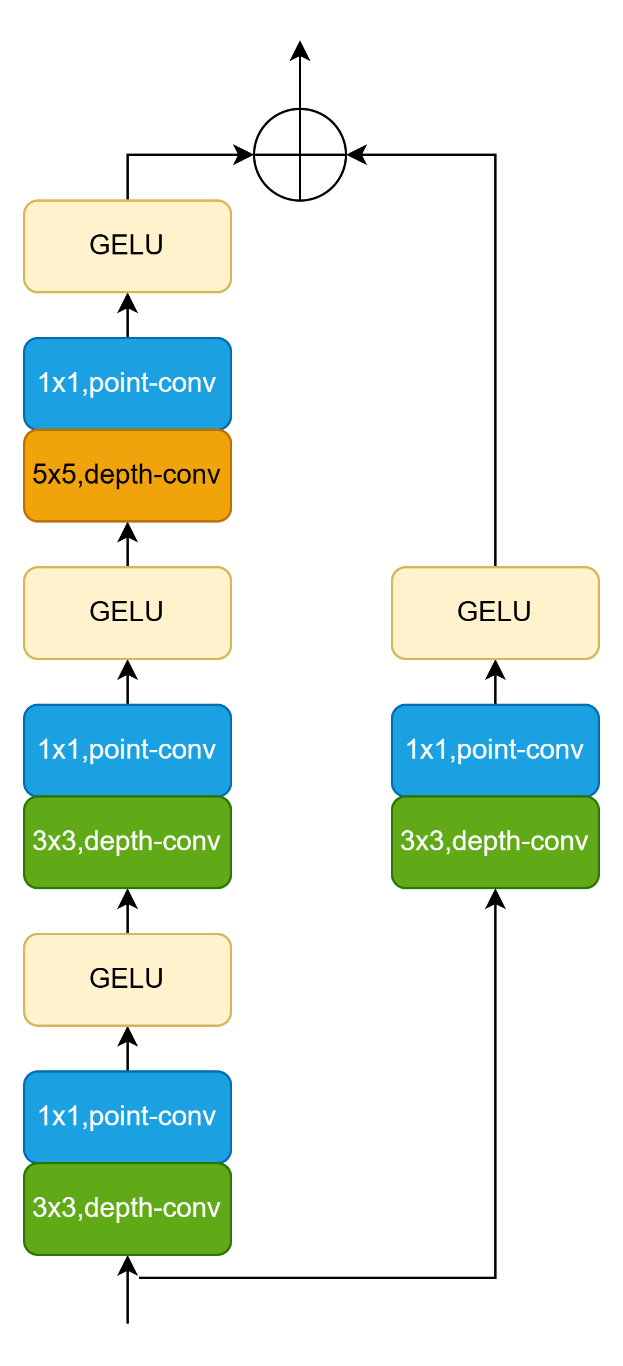 GELU
1x1,point-conv
5x5,depth-conv
GELU
GELU
1x1,point-conv
1x1,point-conv
3x3,depth-conv
3x3,depth-conv
GELU
1x1,point-conv
3x3,depth-conv